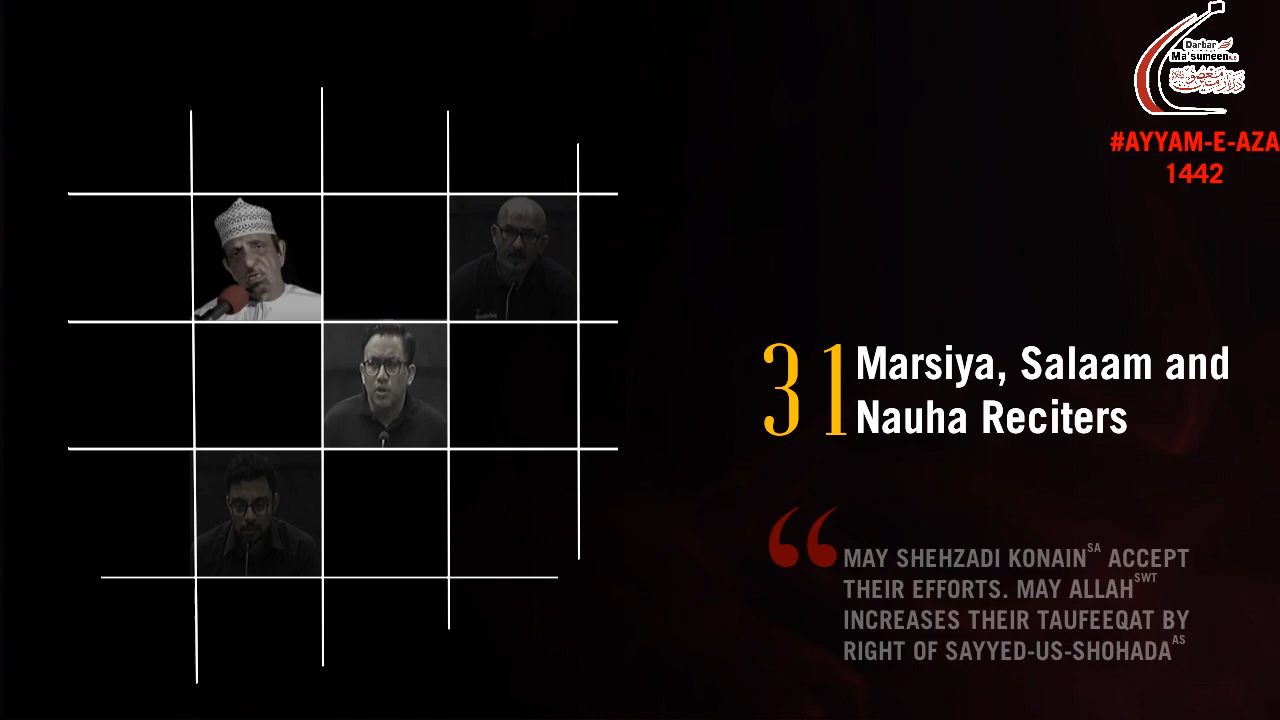 Darbar
Ma'sumeen
#AYYAM-E-AZA
1442
31 Marsiya, Salaam and
Nauha Reciters
“ MAY SHEHZADI KONAIN SA ACCEPT
THEIR EFFORTS. MAY ALLAH SWT
INCREASES THEIR TAUFEEQAT BY
RIGHT OF SAYYED-US-SHOHADA AS